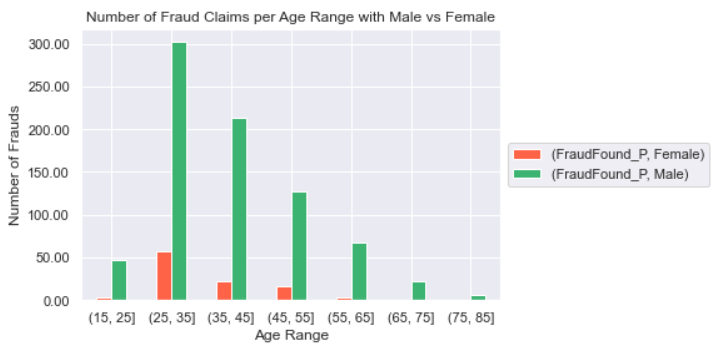 Number of Fraud Claims per Age Range with Male vs Female
300.00
250.00
200.00
150.00
100.00
50.00
0.00
Number of Frauds
(15, 25] (25, 35] (35, 45] (45, 55] (55, 65] (65, 75] (75, 85]
Age Range
(FraudFound_P, Female)
(FraudFound_P, Male)